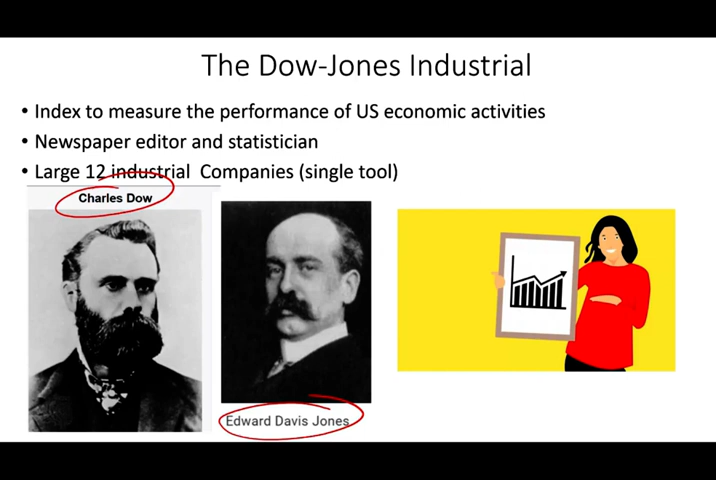 The Dow-Jones Industrial
• Index to measure the performance of US economic activities
• Newspaper editor and statistician
• Large 12 industrial Companies (single tool)
Charles Dow
Edward Davis Jones